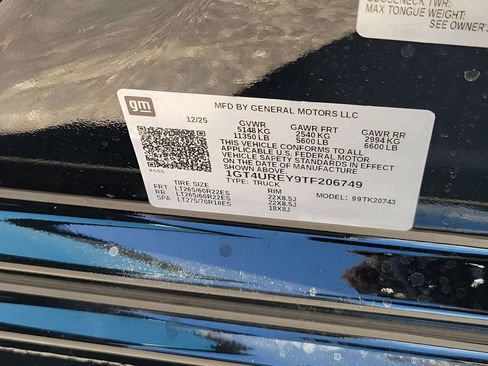 GOOSENECK TWR:
MAX TONGUE WEIGHT:
SEE OWNER'S
gm
MFD BY GENERAL MOTORS LLC
12/25 GVWR GAWR FRT GAWR RR
5148 KG 2540 KG 2994 KG
11350 LB 5600 LB 6600 LB
THIS VEHICLE CONFORMS TO ALL
APPLICABLE U.S. FEDERAL MOTOR
VEHICLE SAFETY STANDARDS IN EFFECT
ON THE DATE OF MANUFACTURE
SHOWN ABOVE.
1GT4UREY9TF206749
8555 TYPE: TRUCK MODEL: 99TK20743
TIRE SIZE RIM
FRT LT265/60R22ES 22X8.5J
RR LT265/60R22ES 22X8.5J
SPA LT275/70R18ES 18X8J